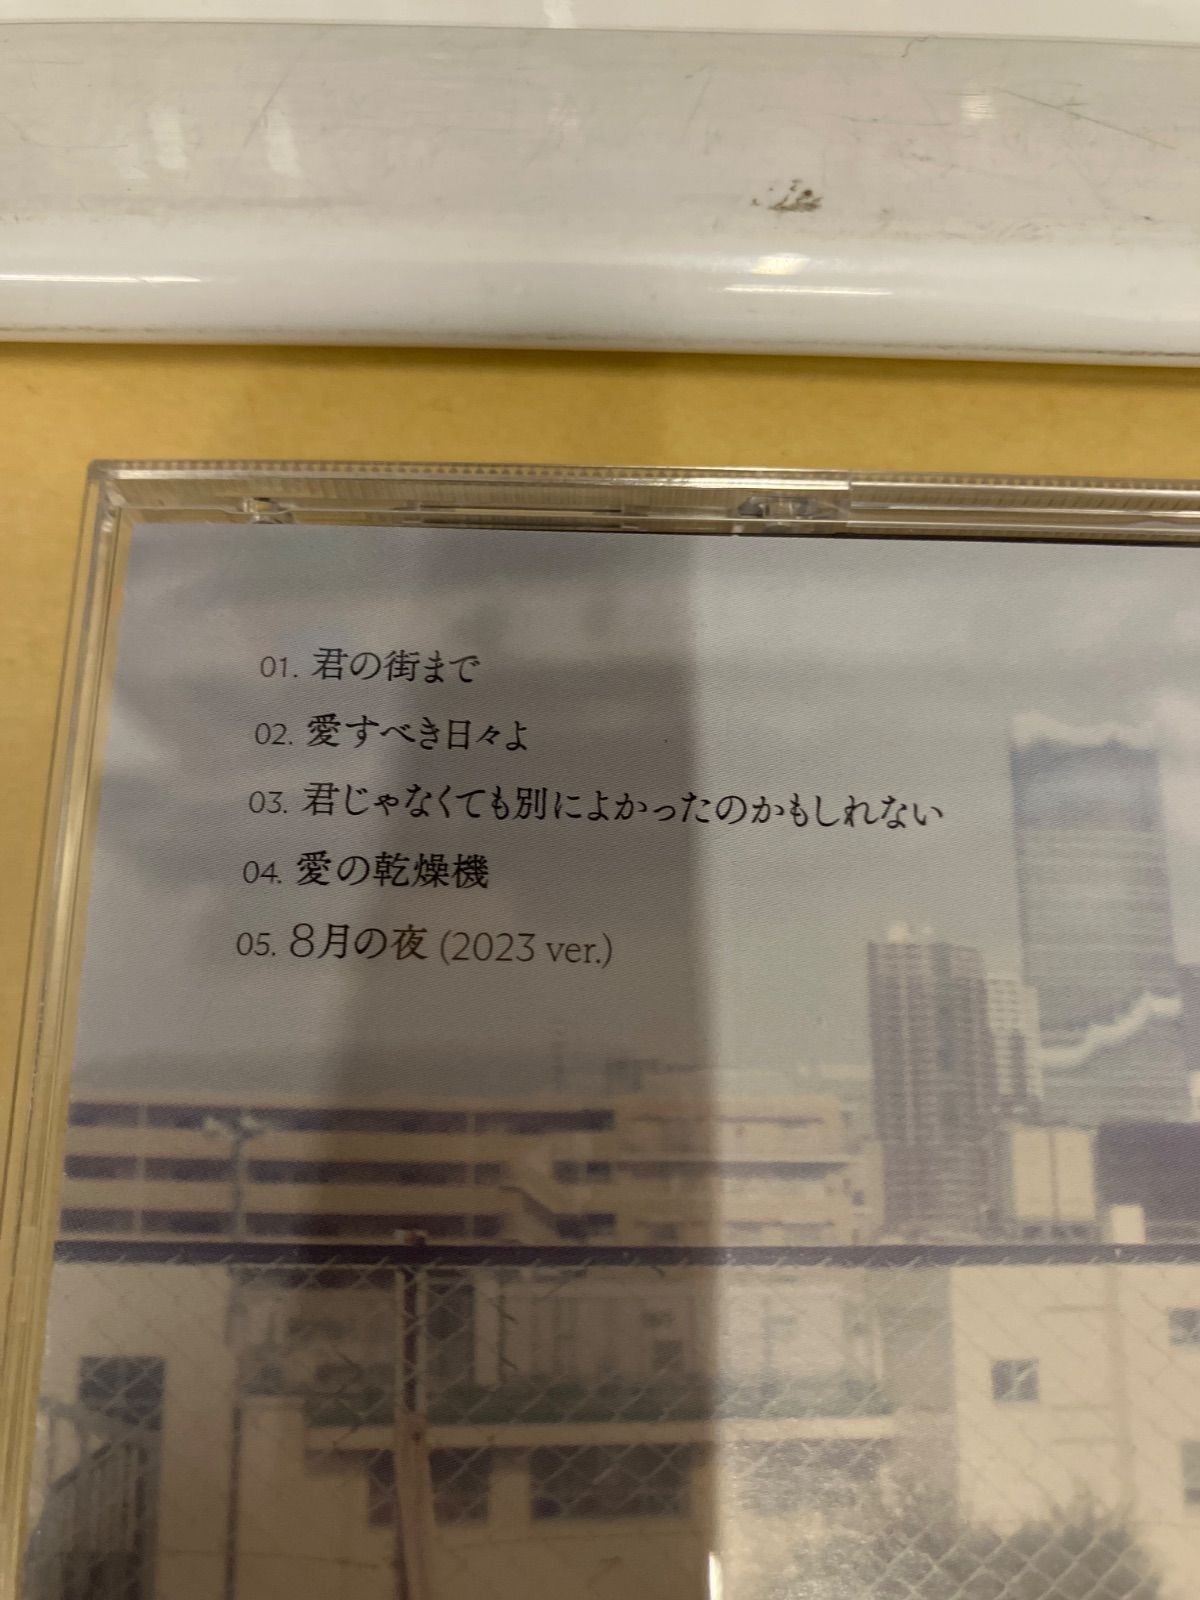 01. 君の街まで
02. 愛すべき日々よ
03. 君じゃなくても別によかったのかもしれない
04. 愛の乾燥機
05. 8月の夜 (2023 ver.)